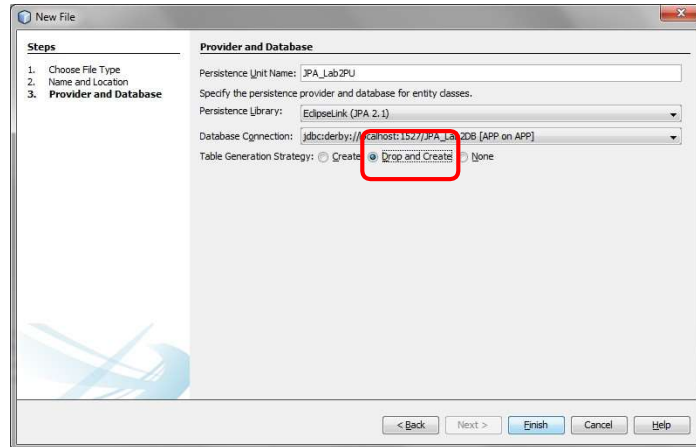 New File
Steps
1. Choose File Type
2. Name and Location
3. Provider and Database
Provider and Database
Persistence Unit Name: JPA_Lab2PU
Specify the persistence provider and database for entity classes.
Persistence Library: EclipseLink (JPA 2.1)
Database Connection: jdbc:derby://localhost:1527/JPA_Lab2DB [APP on APP]
Table Generation Strategy: Create Drop and Create None
< Back Next > Finish Cancel Help